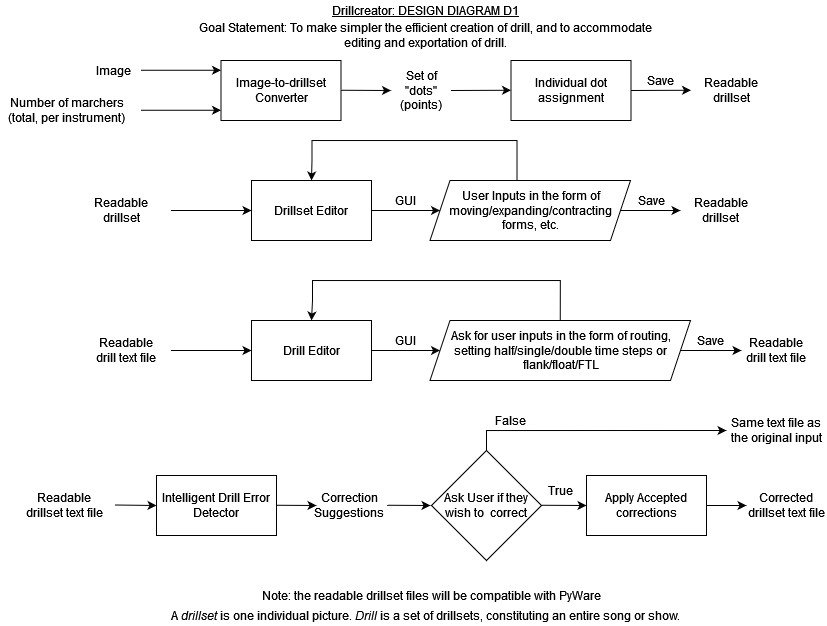 Drillcreator: DESIGN DIAGRAM D1
Goal Statement: To make simpler the efficient creation of drill, and to accommodate
editing and exportation of drill.
Image
Number of marchers
(total, per instrument)
Image-to-drillset
Converter
Set of
"dots"
(points)
Individual dot
assignment
Save
Readable
drillset
Readable
drillset
Drillset Editor
GUI
User Inputs in the form of
moving/expanding/contracting
forms, etc.
Save
Readable
drillset
Readable
drill text file
Drill Editor
GUI
Ask for user inputs in the form of routing,
setting half/single/double time steps or
flank/float/FTL
Save
Readable
drill text file
False
Same text file as
the original input
Readable
drillset text file
Intelligent Drill Error
Detector
Correction
Suggestions
Ask User if they
wish to correct
True
Apply Accepted
corrections
Corrected
drillset text file
Note: the readable drillset files will be compatible with PyWare
A drillset is one individual picture. Drill is a set of drillsets, constituting an entire song or show.